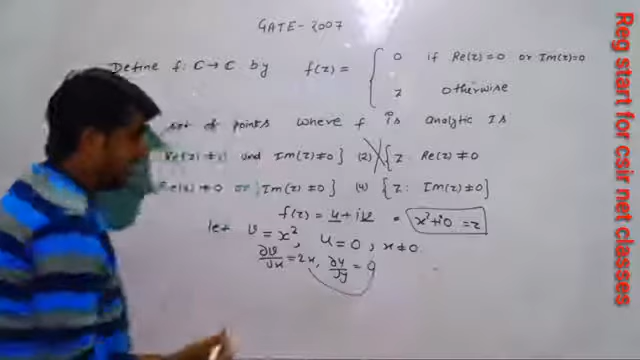 GATE-2007
Define f: C→C by f(z) = { 0 if Re(z)=0 or Im(z)=0
z otherwise
set of points where f is analytic is
Re(z)≠0 and Im(z)≠0} (2) {z: Re(z)≠0
Re(z)≠0 or Im(z)≠0} (4) {z: Im(z)≠0}
f(z) = u+iv = x²+i0 = z
let v = x², u=0, x≠0
∂v/∂x = 2x, ∂u/∂y = 0
Reg start for csir net classes